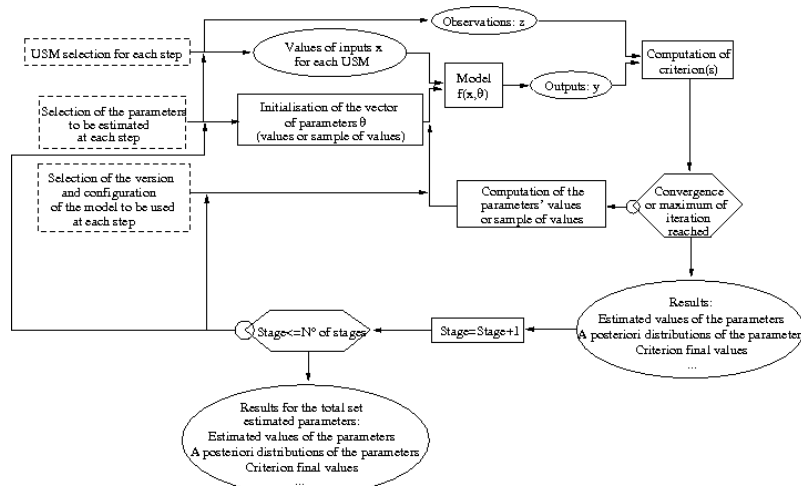 Observations: z
USM selection for each step
Values of inputs x
for each USM
Model
f(x,θ)
Outputs: y
Computation of
criterion(s)
Selection of the parameters
to be estimated
at each step
Initialisation of the vector
of parameters θ
(values or sample of values)
Selection of the version
and configuration
of the model to be used
at each step
Computation of the
parameters' values
or sample of values
Convergence
or maximum of
iteration
reached
Results:
Estimated values of the parameters
A posteriori distributions of the parameter
Criterion final values
...
Stage=Stage+1
Stage<=N° of stages
Results for the total set
estimated parameters:
Estimated values of the parameters
A posteriori distributions of the parameters
Criterion final values
...